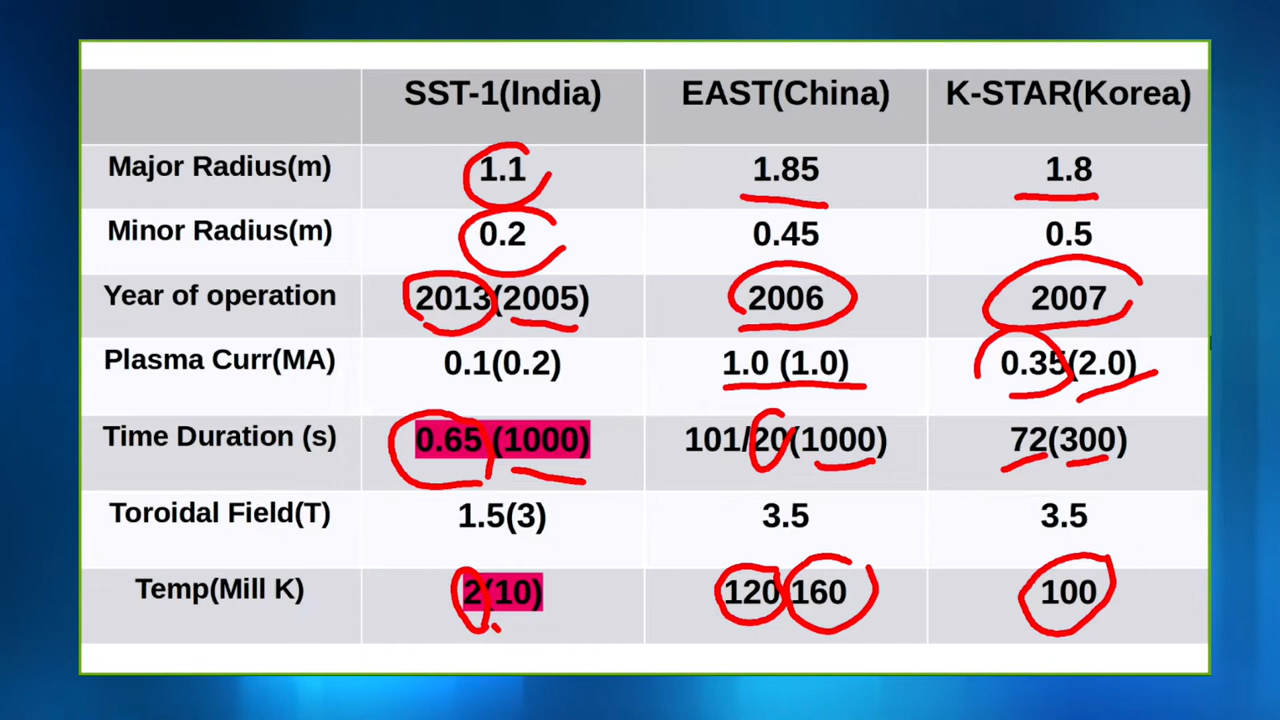 SST-1(India) EAST(China) K-STAR(Korea)
Major Radius(m) 1.1 1.85 1.8
Minor Radius(m) 0.2 0.45 0.5
Year of operation 2013(2005) 2006 2007
Plasma Curr(MA) 0.1(0.2) 1.0 (1.0) 0.35(2.0)
Time Duration (s) 0.65 (1000) 101/20(1000) 72(300)
Toroidal Field(T) 1.5(3) 3.5 3.5
Temp(Mill K) 2(10) 120 160 100